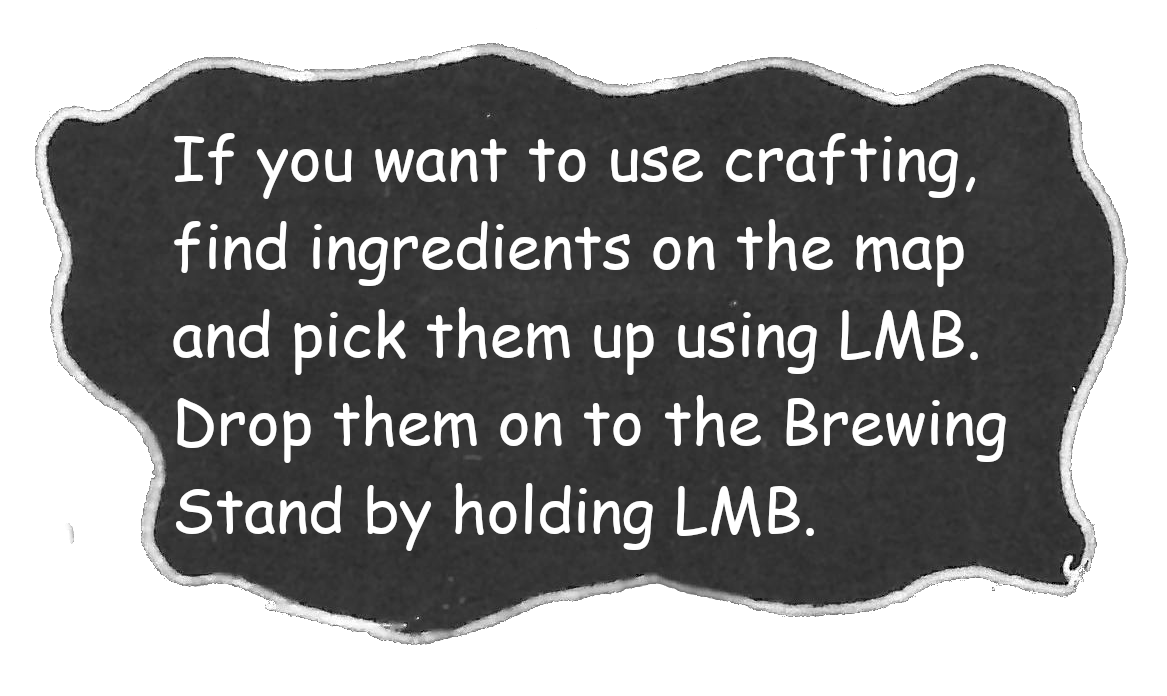 If you want to use crafting,
find ingredients on the map
and pick them up using LMB.
Drop them on to the Brewing
Stand by holding LMB.